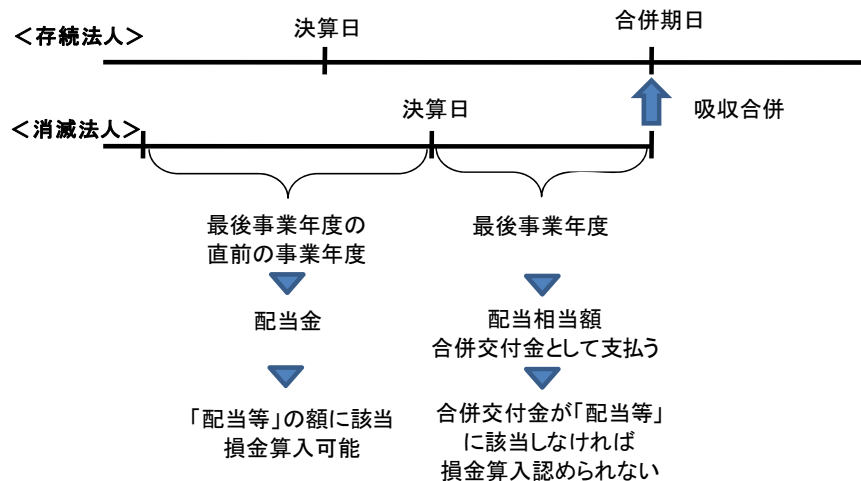 ＜存続法人＞
決算日
合併期日
＜消滅法人＞
決算日
吸収合併
最後事業年度の
直前の事業年度
最後事業年度
配当金
配当相当額
合併交付金として支払う
「配当等」の額に該当
損金算入可能
合併交付金が「配当等」
に該当しなければ
損金算入認められない